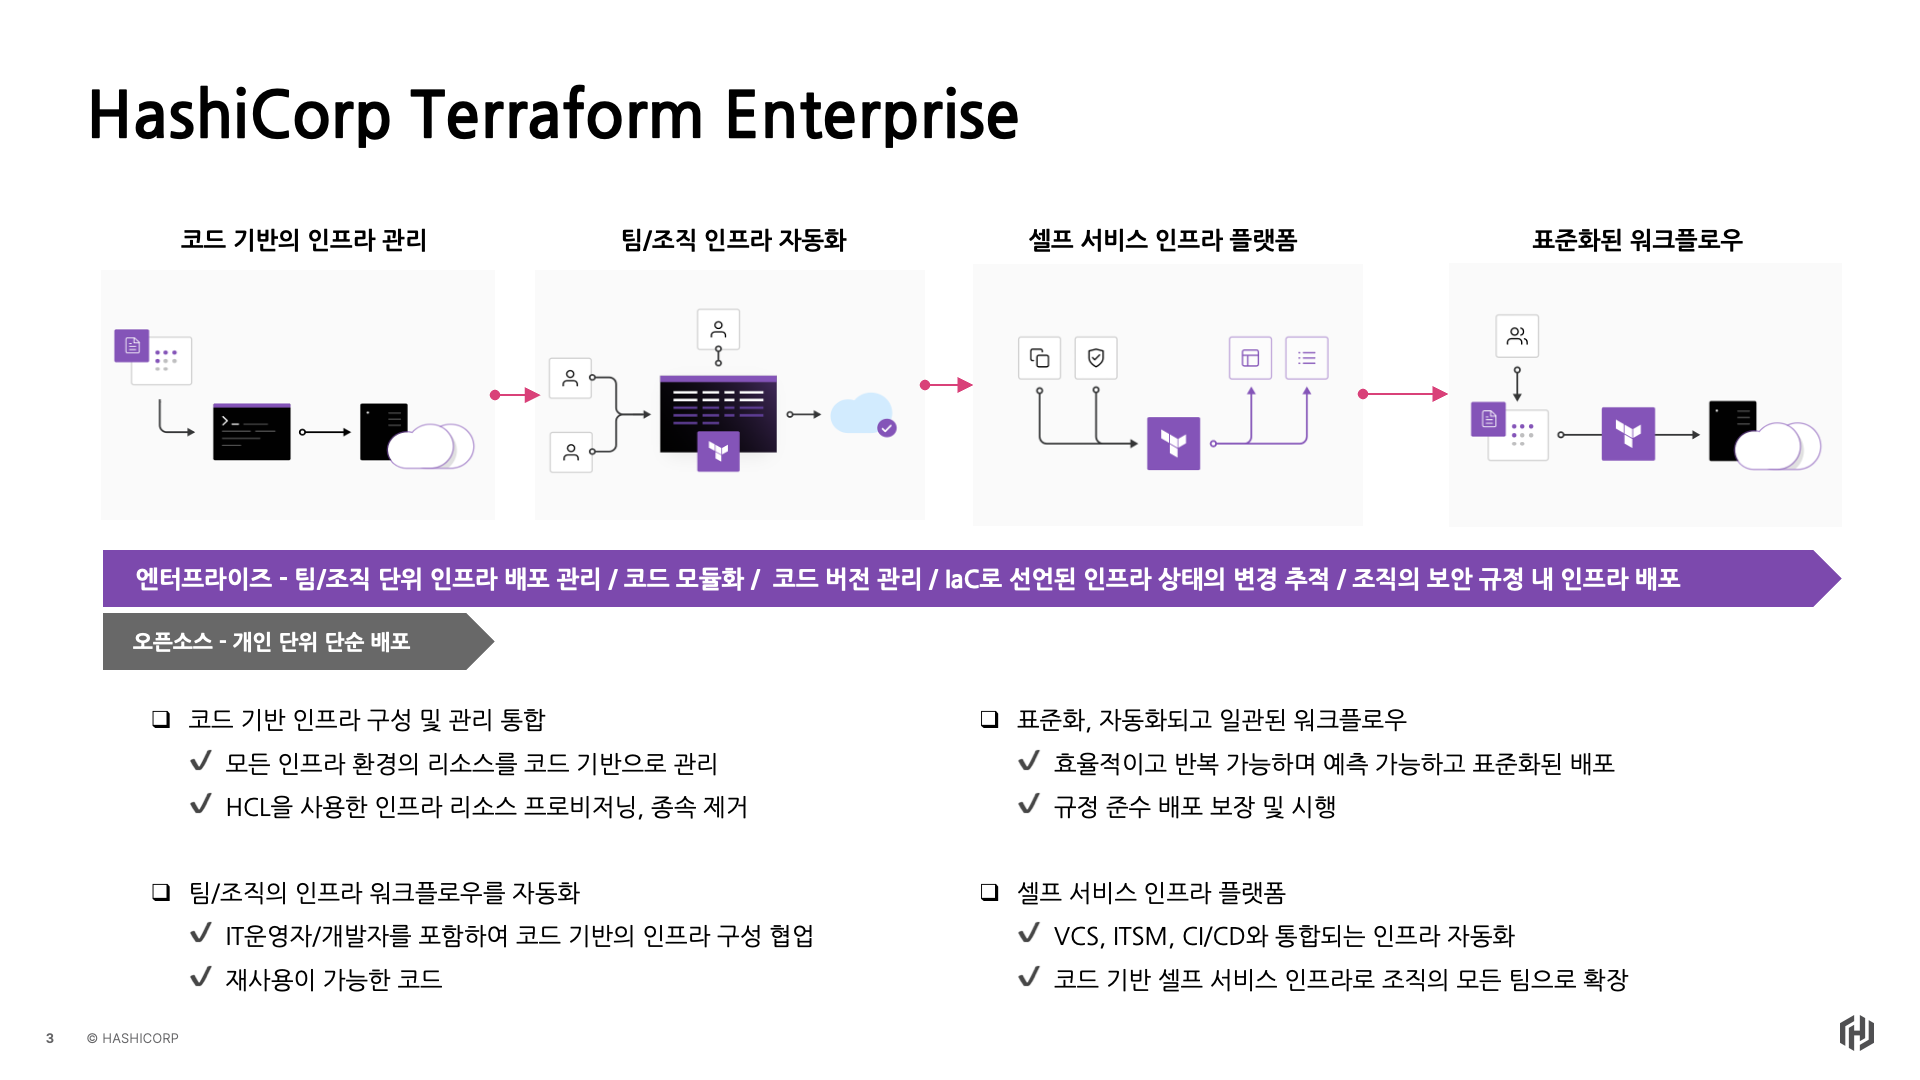 HashiCorp Terraform Enterprise
코드 기반의 인프라 관리
팀/조직 인프라 자동화
셀프 서비스 인프라 플랫폼
표준화된 워크플로우
엔터프라이즈 - 팀/조직 단위 인프라 배포 관리 / 코드 모듈화 / 코드 버전 관리 / IaC로 선언된 인프라 상태의 변경 추적 / 조직의 보안 규정 내 인프라 배포
오픈소스 - 개인 단위 단순 배포
❑ 코드 기반 인프라 구성 및 관리 통합
✔ 모든 인프라 환경의 리소스를 코드 기반으로 관리
✔ HCL을 사용한 인프라 리소스 프로비저닝, 종속 제거
❑ 팀/조직의 인프라 워크플로우를 자동화
✔ IT운영자/개발자를 포함하여 코드 기반의 인프라 구성 협업
✔ 재사용이 가능한 코드
❑ 표준화, 자동화되고 일관된 워크플로우
✔ 효율적이고 반복 가능하며 예측 가능하고 표준화된 배포
✔ 규정 준수 배포 보장 및 시행
❑ 셀프 서비스 인프라 플랫폼
✔ VCS, ITSM, CI/CD와 통합되는 인프라 자동화
✔ 코드 기반 셀프 서비스 인프라로 조직의 모든 팀으로 확장
3 © HASHICORP